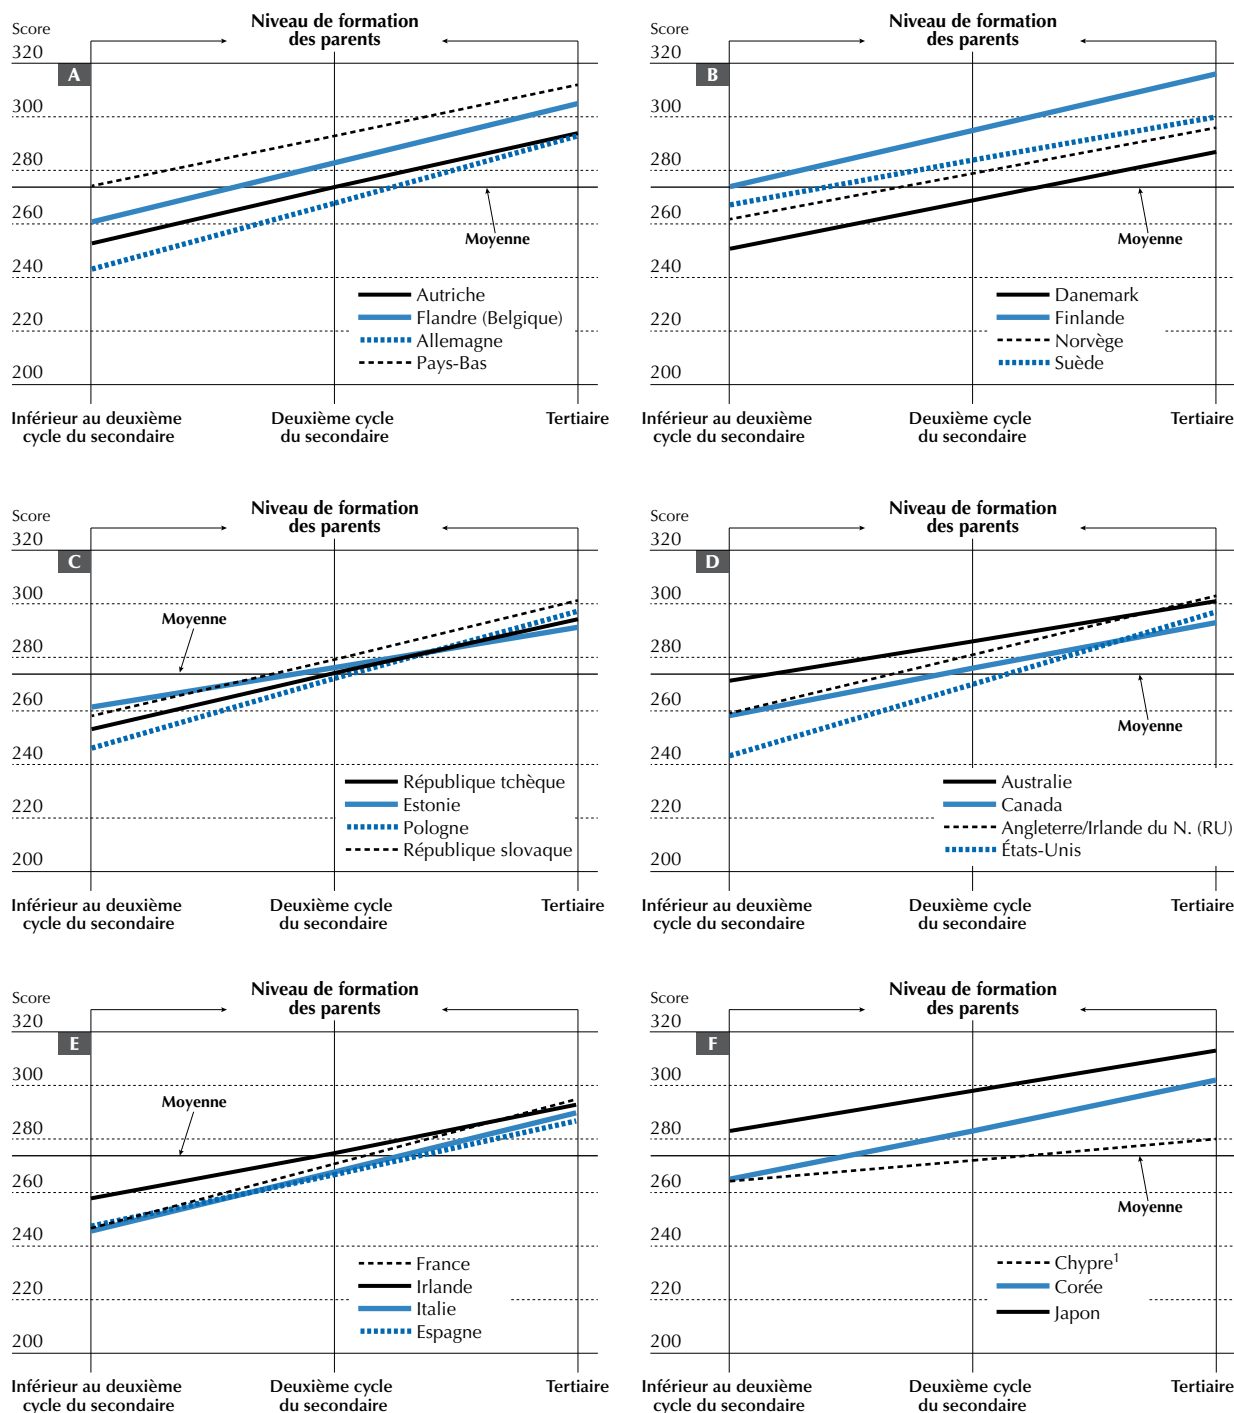 Niveau de formation
des parents
Score
320
A
300
280
260
Moyenne
240
Autriche
Flandre (Belgique)
220
Allemagne
Pays-Bas
200
Inférieur au deuxième
cycle du secondaire
Deuxième cycle
du secondaire
Tertiaire
Niveau de formation
des parents
Score
320
B
300
280
260
Moyenne
240
Danemark
Finlande
220
Norvège
Suède
200
Inférieur au deuxième
cycle du secondaire
Deuxième cycle
du secondaire
Tertiaire
Niveau de formation
des parents
Score
320
C
300
Moyenne
280
260
240
République tchèque
Estonie
220
Pologne
République slovaque
200
Inférieur au deuxième
cycle du secondaire
Deuxième cycle
du secondaire
Tertiaire
Niveau de formation
des parents
Score
320
D
300
280
260
Moyenne
240
Australie
Canada
220
Angleterre/Irlande du N. (RU)
États-Unis
200
Inférieur au deuxième
cycle du secondaire
Deuxième cycle
du secondaire
Tertiaire
Niveau de formation
des parents
Score
320
E
300
Moyenne
280
260
240
France
Irlande
220
Italie
Espagne
200
Inférieur au deuxième
cycle du secondaire
Deuxième cycle
du secondaire
Tertiaire
Niveau de formation
des parents
Score
320
F
300
280
260
Moyenne
240
Chypre¹
Corée
220
Japon
200
Inférieur au deuxième
cycle du secondaire
Deuxième cycle
du secondaire
Tertiaire